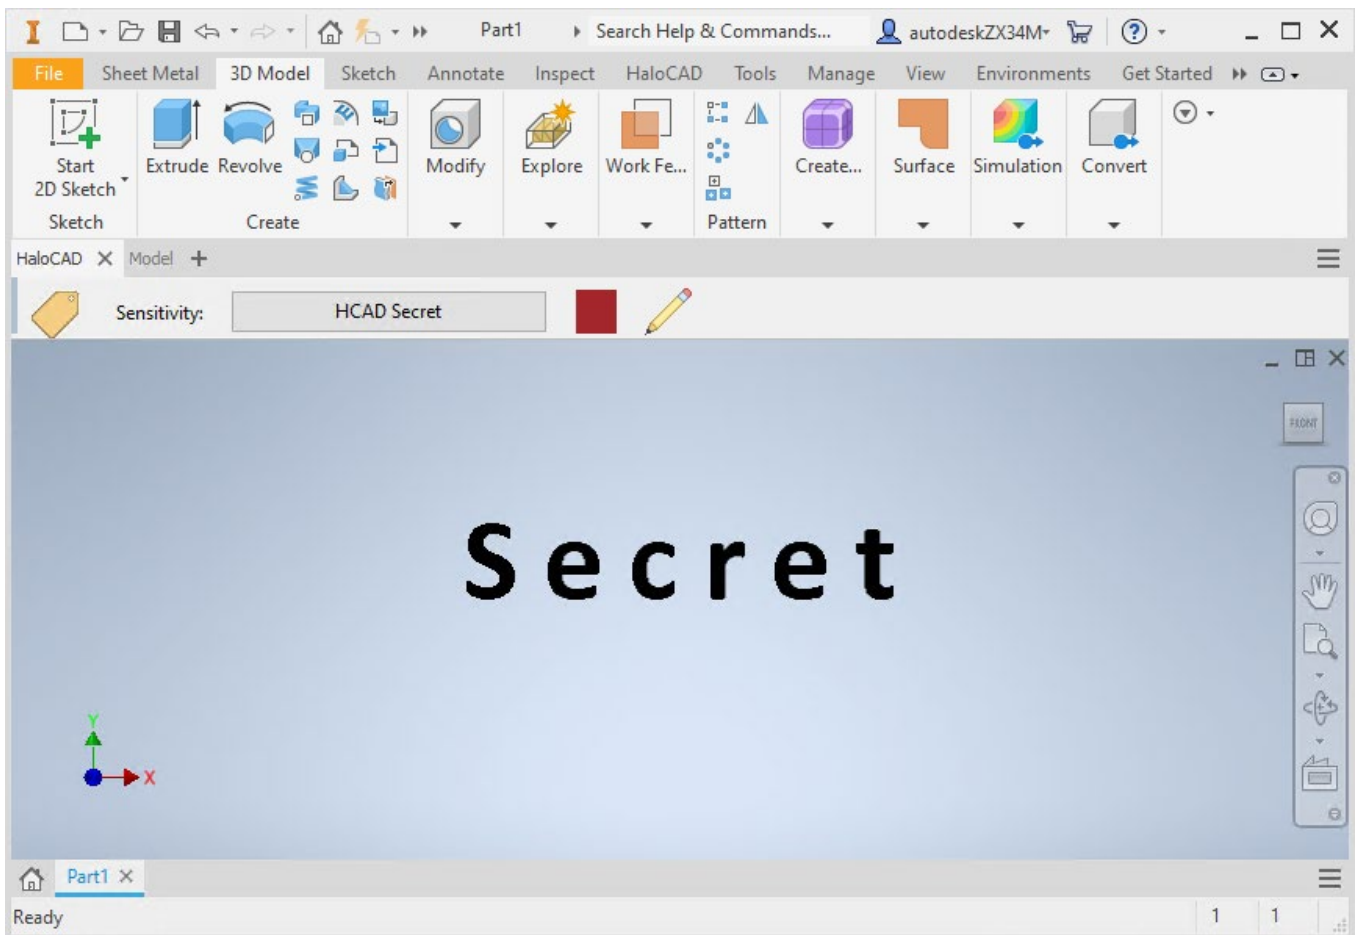 Part1 Search Help & Commands... autodeskZX34M
File Sheet Metal 3D Model Sketch Annotate Inspect HaloCAD Tools Manage View Environments Get Started
Start
2D Sketch
Extrude Revolve Modify Explore Work Fe... Create... Surface Simulation Convert
Sketch Create Pattern
HaloCAD Model
Sensitivity: HCAD Secret
FRONT
Secret
Y
X
Part1
Ready 1 1